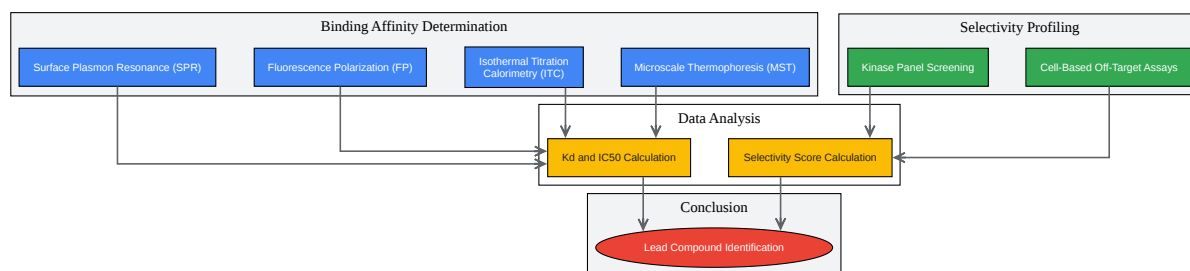 Binding Affinity Determination
Selectivity Profiling
Surface Plasmon Resonance (SPR)
Fluorescence Polarization (FP)
Isothermal Titration
Calorimetry (ITC)
Microscale Thermophoresis (MST)
Kinase Panel Screening
Cell-Based Off-Target Assays
Data Analysis
Kd and IC50 Calculation
Selectivity Score Calculation
Conclusion
Lead Compound Identification